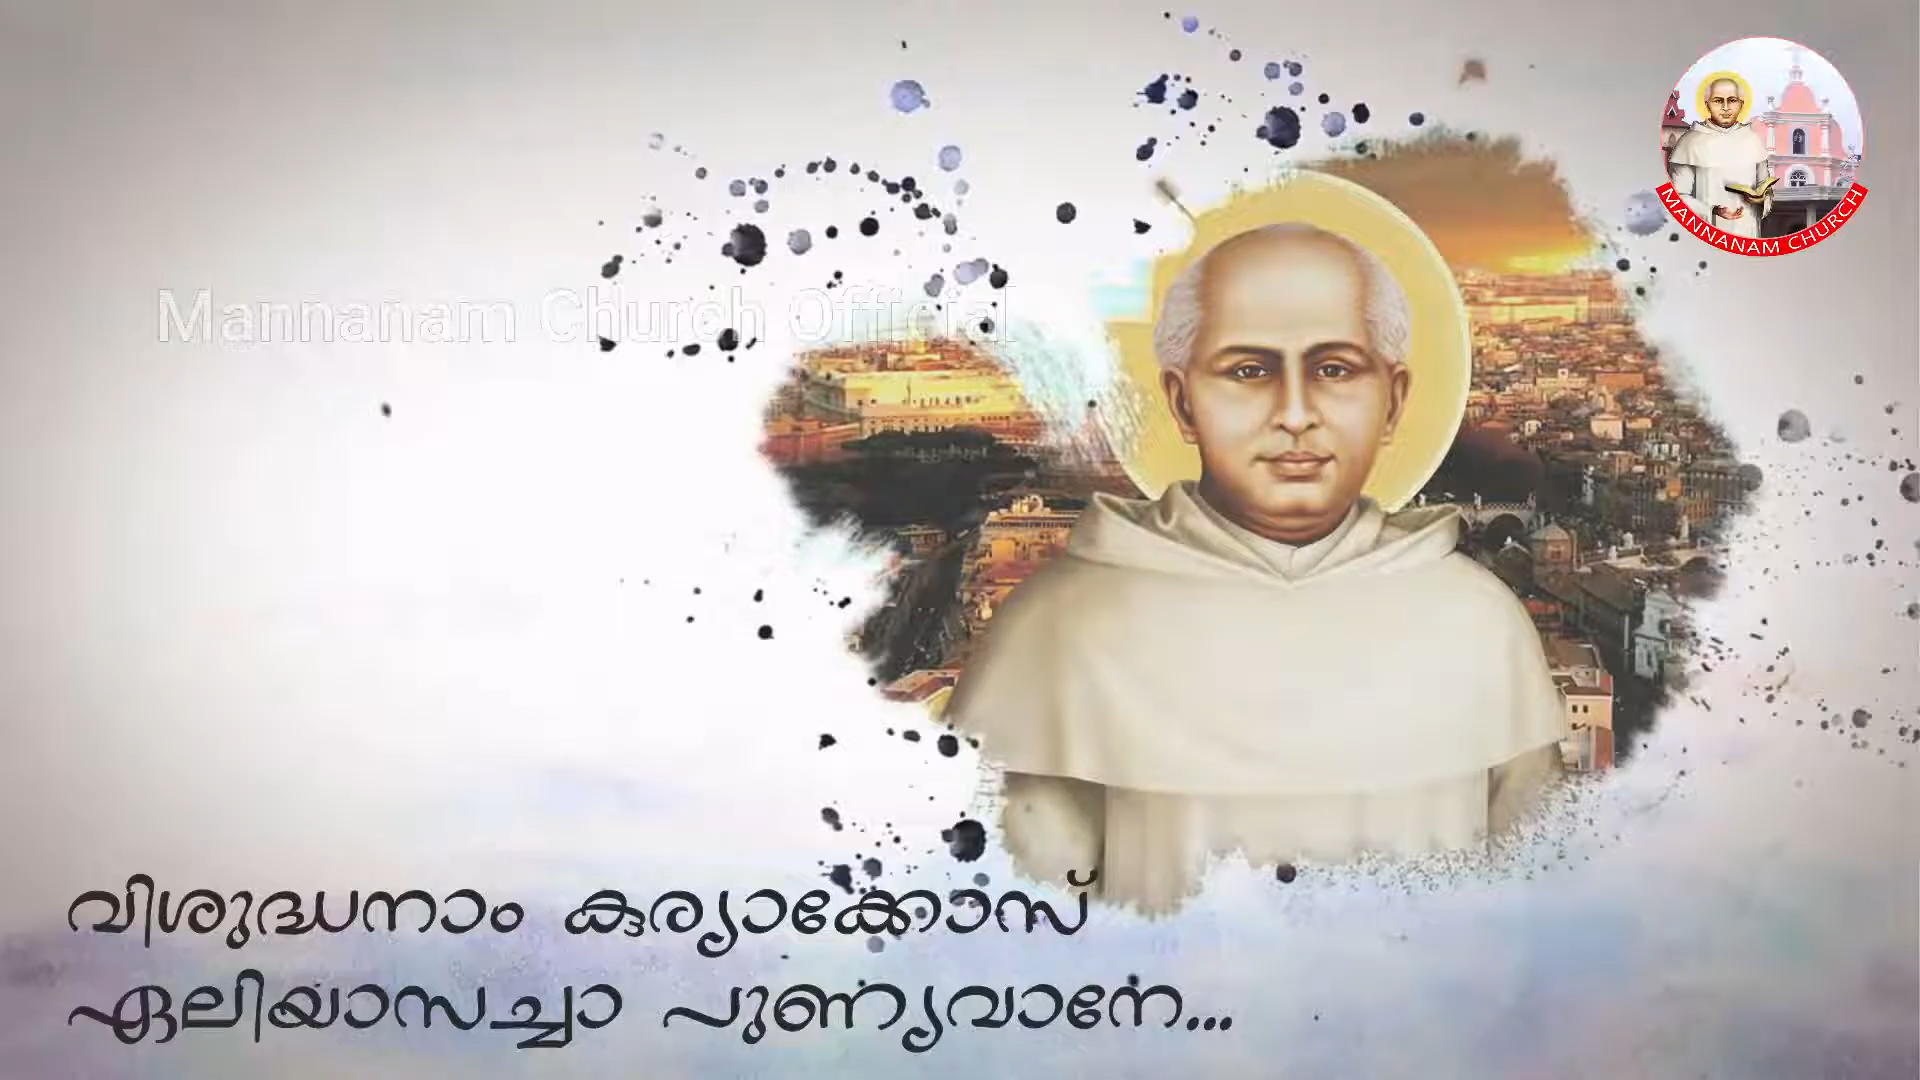 MANNANAM CHURCH
Mannanam Church Official
വിശുദ്ധനാം കുര്യാക്കോസ്
ഏലിയാസച്ചാ പുണ്യവാനേ...